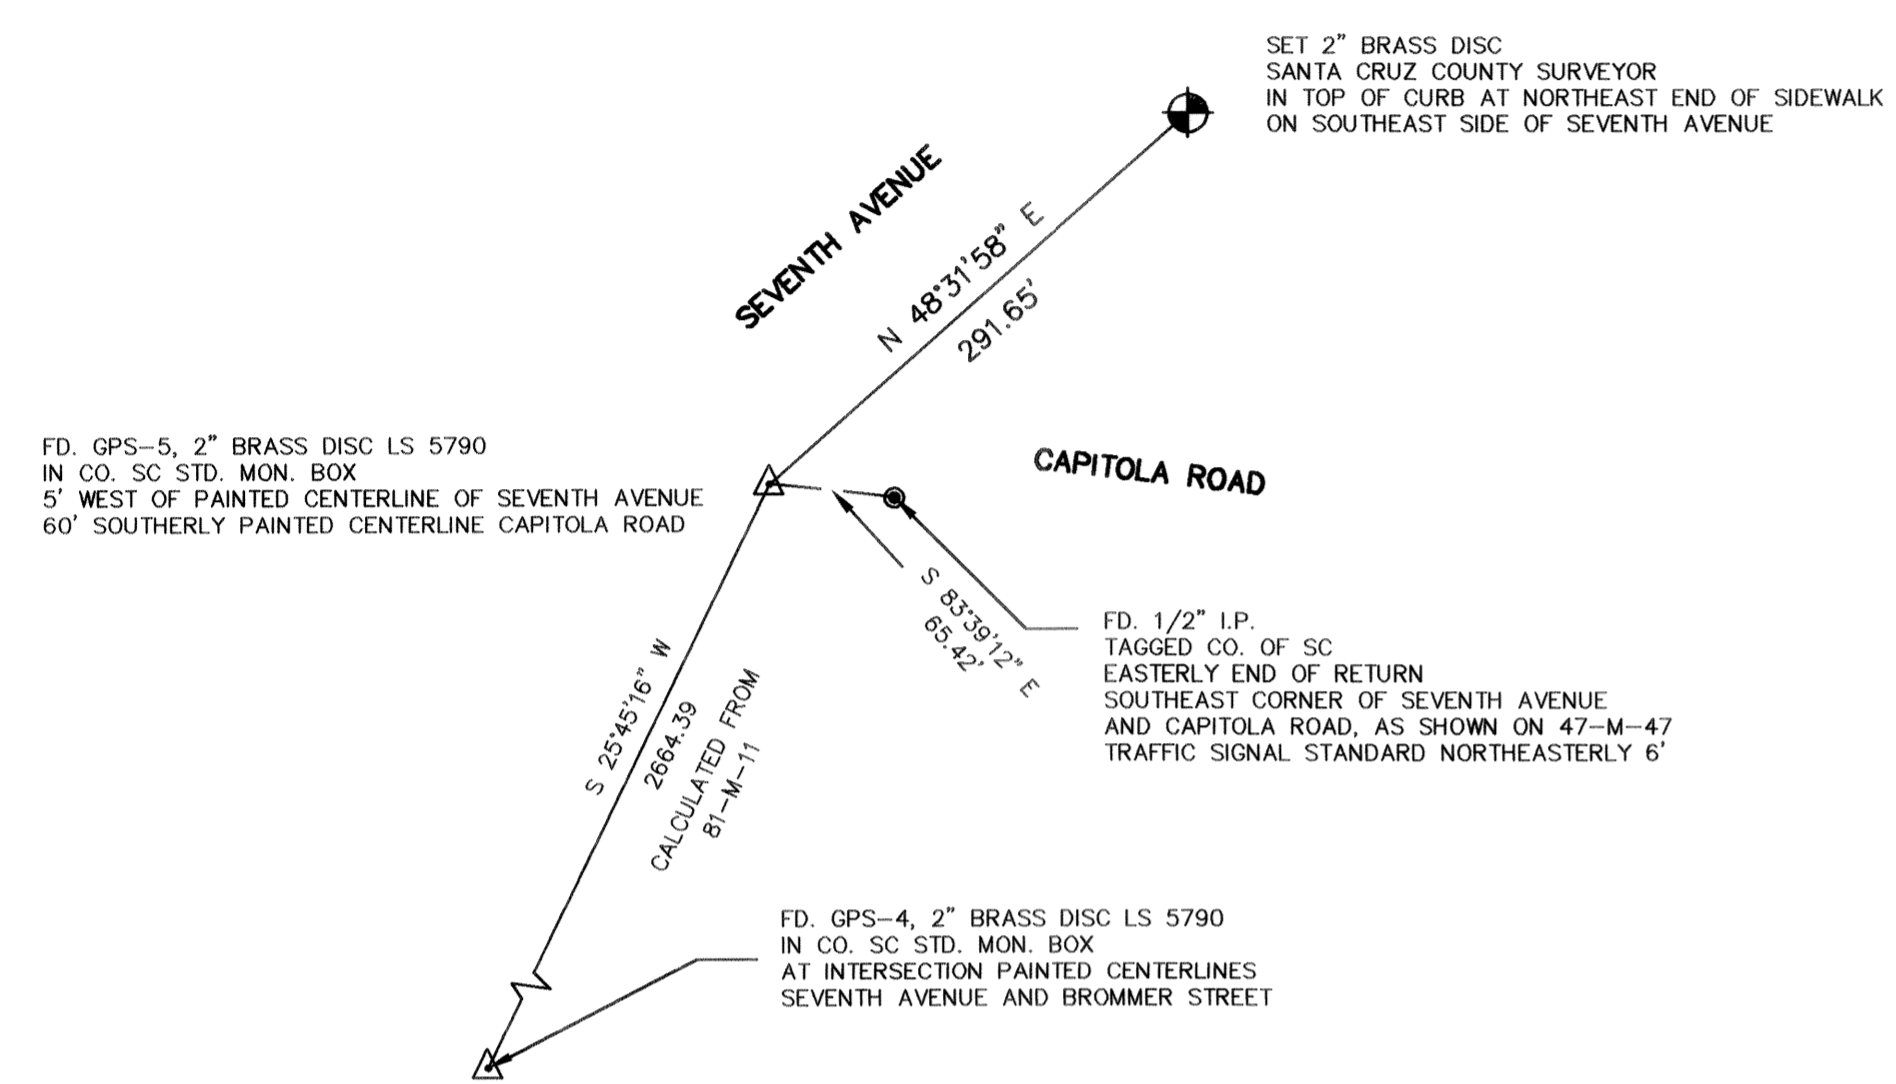 SET 2" BRASS DISC
SANTA CRUZ COUNTY SURVEYOR
IN TOP OF CURB AT NORTHEAST END OF SIDEWALK
ON SOUTHEAST SIDE OF SEVENTH AVENUE
SEVENTH AVENUE
N 48°31'58" E
291.65'
FD. GPS-5, 2" BRASS DISC LS 5790
IN CO. SC STD. MON. BOX
5' WEST OF PAINTED CENTERLINE OF SEVENTH AVENUE
60' SOUTHERLY PAINTED CENTERLINE CAPITOLA ROAD
CAPITOLA ROAD
S 83°39'12" E
65.42'
FD. 1/2" I.P.
TAGGED CO. OF SC
EASTERLY END OF RETURN
SOUTHEAST CORNER OF SEVENTH AVENUE
AND CAPITOLA ROAD, AS SHOWN ON 47-M-47
TRAFFIC SIGNAL STANDARD NORTHEASTERLY 6'
S 25°45'16" W
2664.39
CALCULATED FROM
81-M-11
FD. GPS-4, 2" BRASS DISC LS 5790
IN CO. SC STD. MON. BOX
AT INTERSECTION PAINTED CENTERLINES
SEVENTH AVENUE AND BROMMER STREET